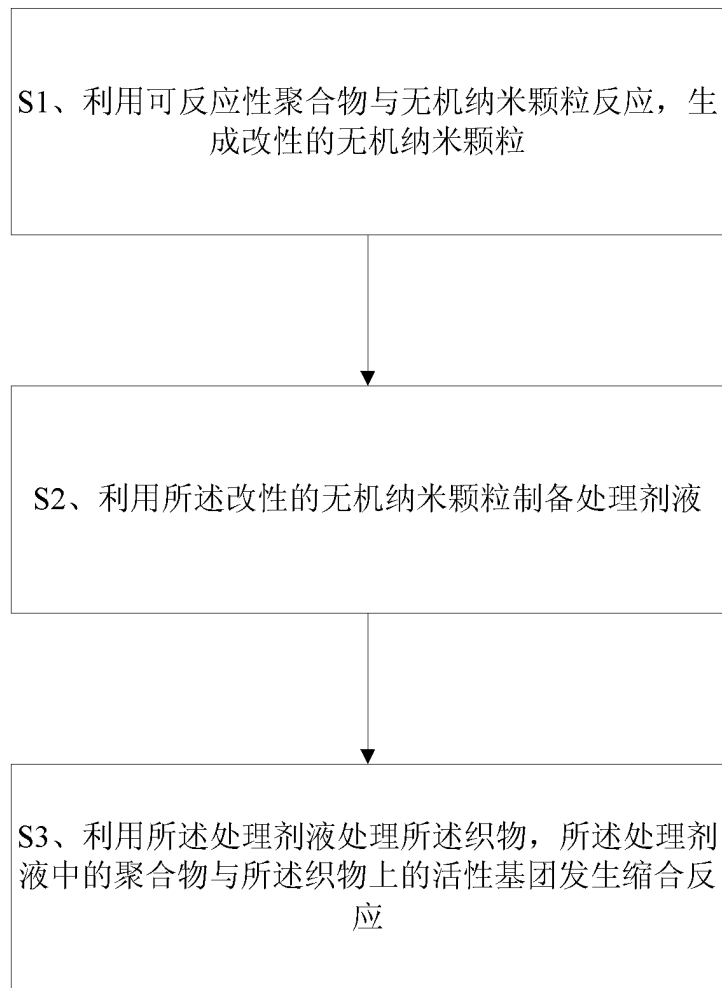 S1、利用可反应性聚合物与无机纳米颗粒反应，生
成改性的无机纳米颗粒
S2、利用所述改性的无机纳米颗粒制备处理剂液
S3、利用所述处理剂液处理所述织物，所述处理剂
液中的聚合物与所述织物上的活性基团发生缩合反
应